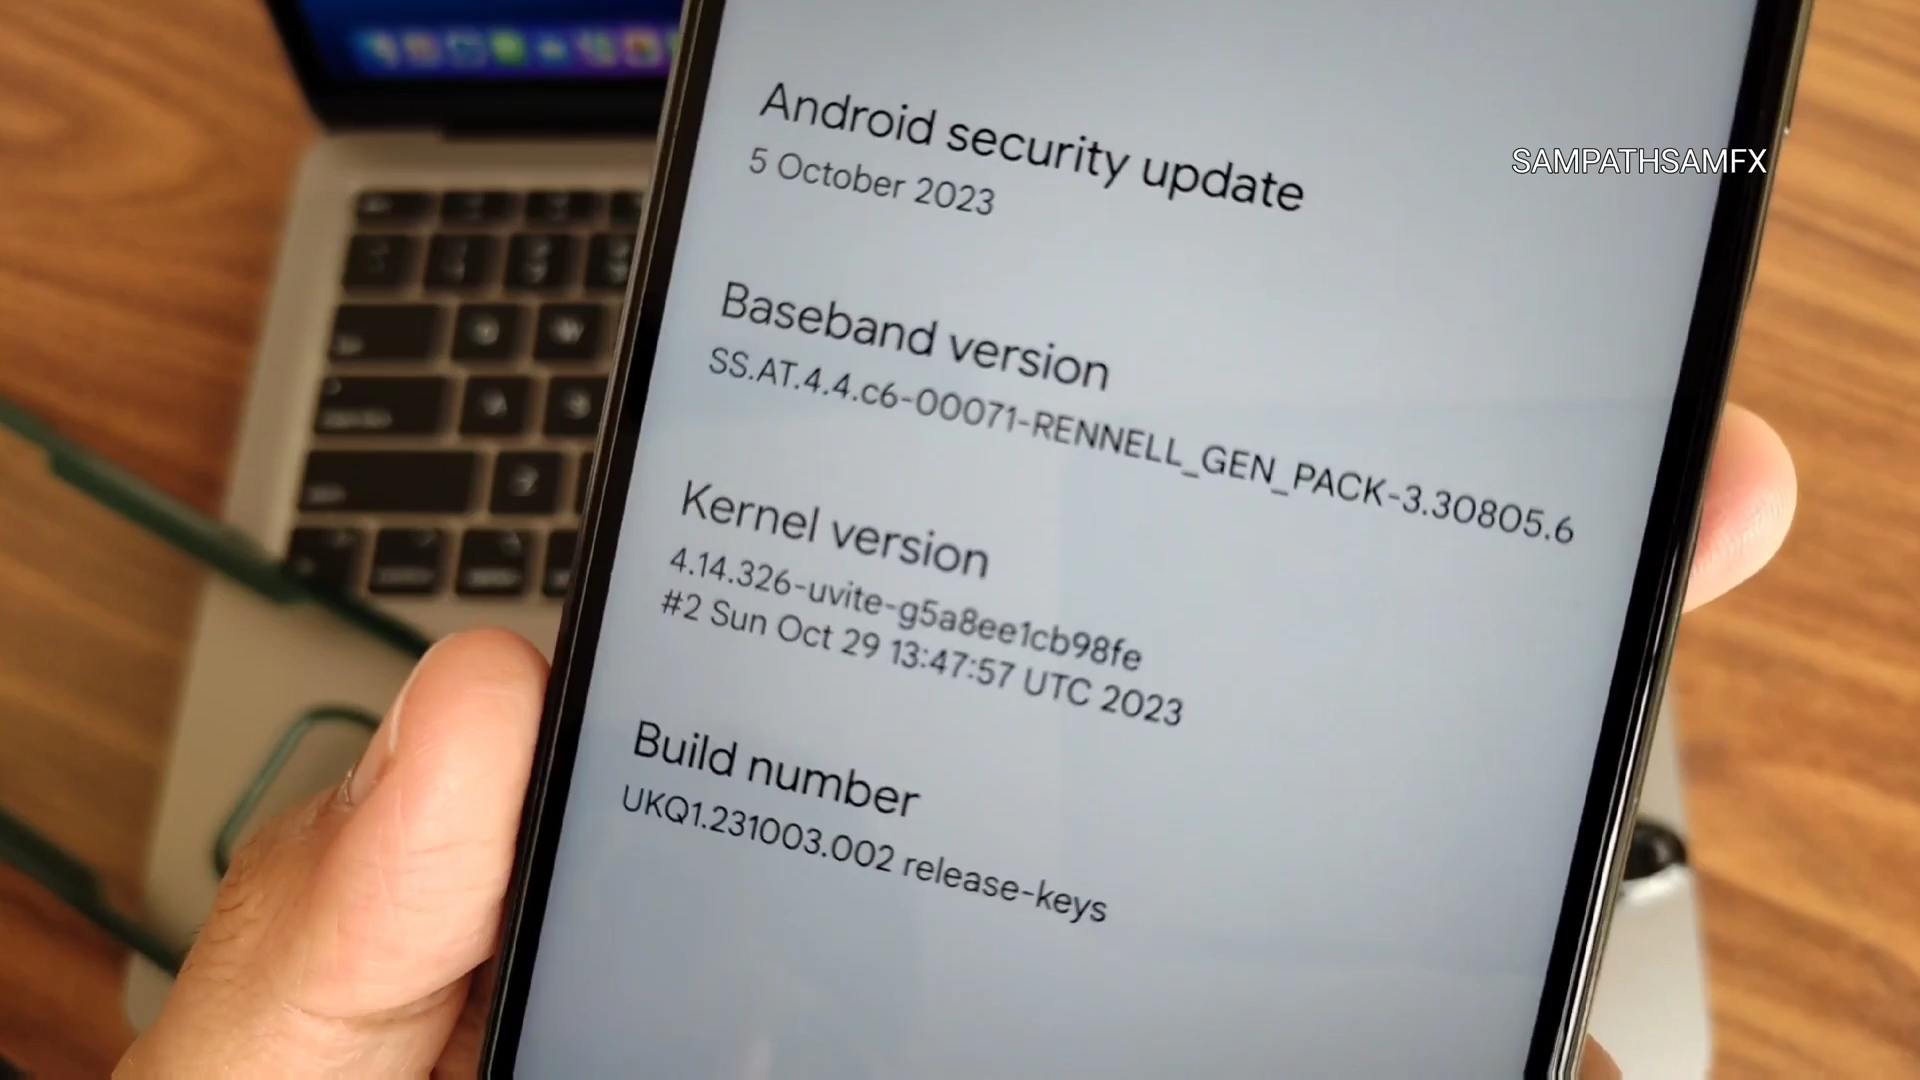 Android security update
5 October 2023
SAMPATHSAMFX
Baseband version
SS.AT.4.4.c6-00071-RENNELL_GEN_PACK-3.30805.6
Kernel version
4.14.326-uvite-g5a8ee1cb98fe
#2 Sun Oct 29 13:47:57 UTC 2023
Build number
UKQ1.231003.002 release-keys